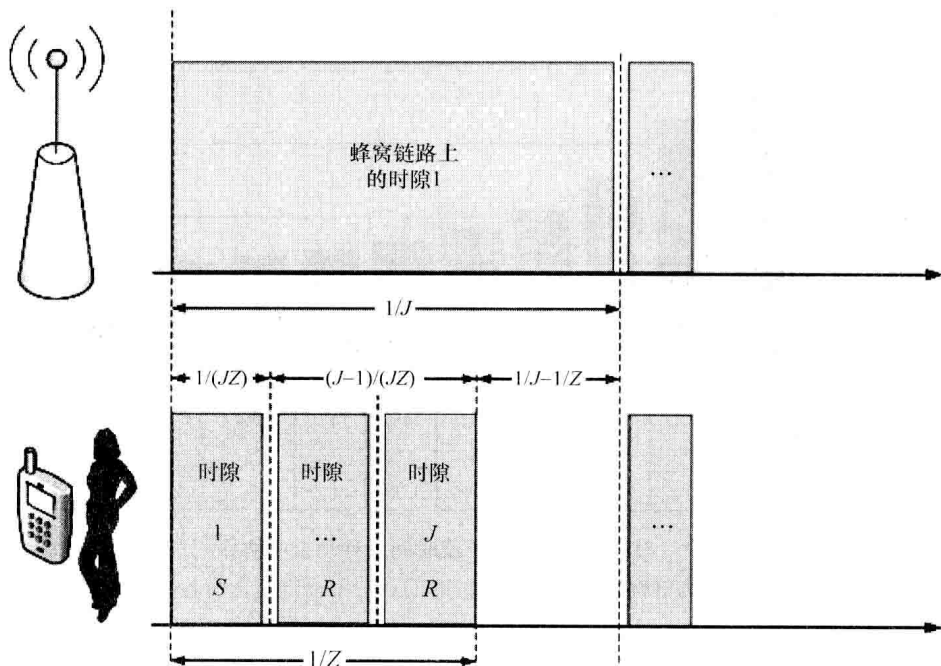 蜂窝链路上
的时隙1
…
1/J
1/(JZ)
(J–1)/(JZ)
1/J–1/Z
时隙
1
S
时隙
…
R
时隙
J
R
…
1/Z